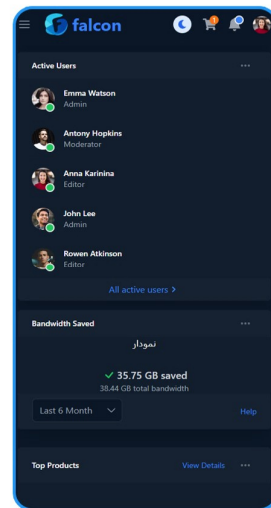 falcon
Active Users
Emma Watson
Admin
Antony Hopkins
Moderator
Anna Karinina
Editor
John Lee
Admin
Rowen Atkinson
Editor
All active users >
Bandwidth Saved
نمودار
35.75 GB saved
38.44 GB total bandwidth
Last 6 Month
Help
Top Products
View Details